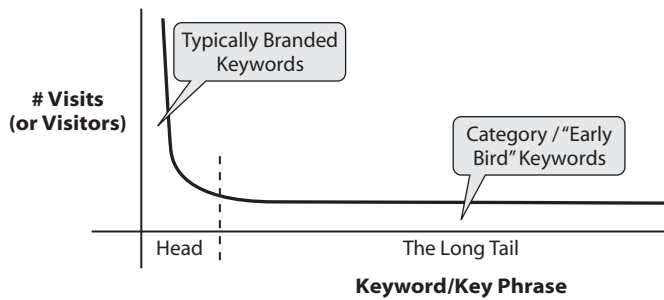 Typically Branded
Keywords
# Visits
(or Visitors)
Category / “Early
Bird” Keywords
Head
The Long Tail
Keyword/Key Phrase